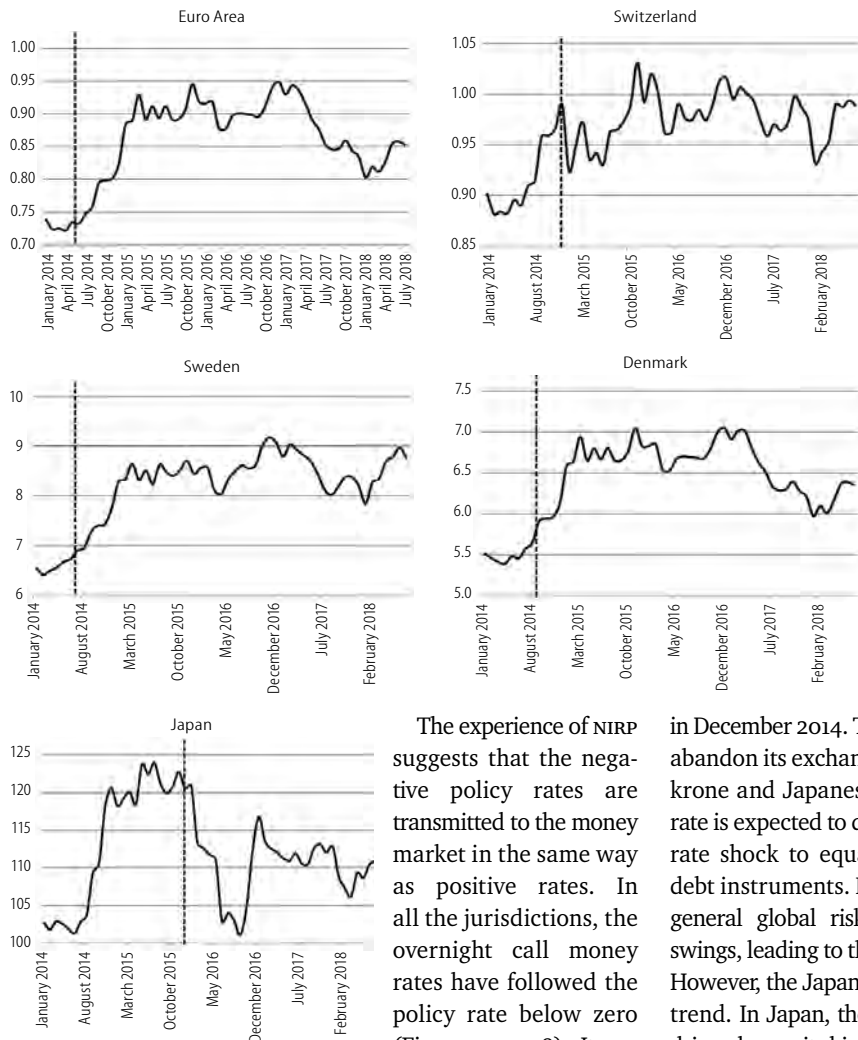 Euro Area
1.00
0.95
0.90
0.85
0.80
0.75
0.70
January 2014
April 2014
July 2014
October 2014
January 2015
April 2015
July 2015
October 2015
January 2016
April 2016
July 2016
October 2016
January 2017
April 2017
July 2017
October 2017
January 2018
April 2018
July 2018
Switzerland
1.05
1.00
0.95
0.90
0.85
January 2014
August 2014
March 2015
October 2015
May 2016
December 2016
July 2017
February 2018
Sweden
10
9
8
7
6
January 2014
August 2014
March 2015
October 2015
May 2016
December 2016
July 2017
February 2018
Denmark
7.5
7.0
6.5
6.0
5.5
5.0
January 2014
August 2014
March 2015
October 2015
May 2016
December 2016
July 2017
February 2018
Japan
125
120
115
110
105
100
January 2014
August 2014
March 2015
October 2015
May 2016
December 2016
July 2017
February 2018
The experience of NIRP
suggests that the nega-
tive policy rates are
transmitted to the money
market in the same way
as positive rates. In
all the jurisdictions, the
overnight call money
rates have followed the
policy rate below zero
in December 2014. T
abandon its exchan
krone and Japanes
rate is expected to d
rate shock to equa
debt instruments. I
general global risk
swings, leading to th
However, the Japan
trend. In Japan, the